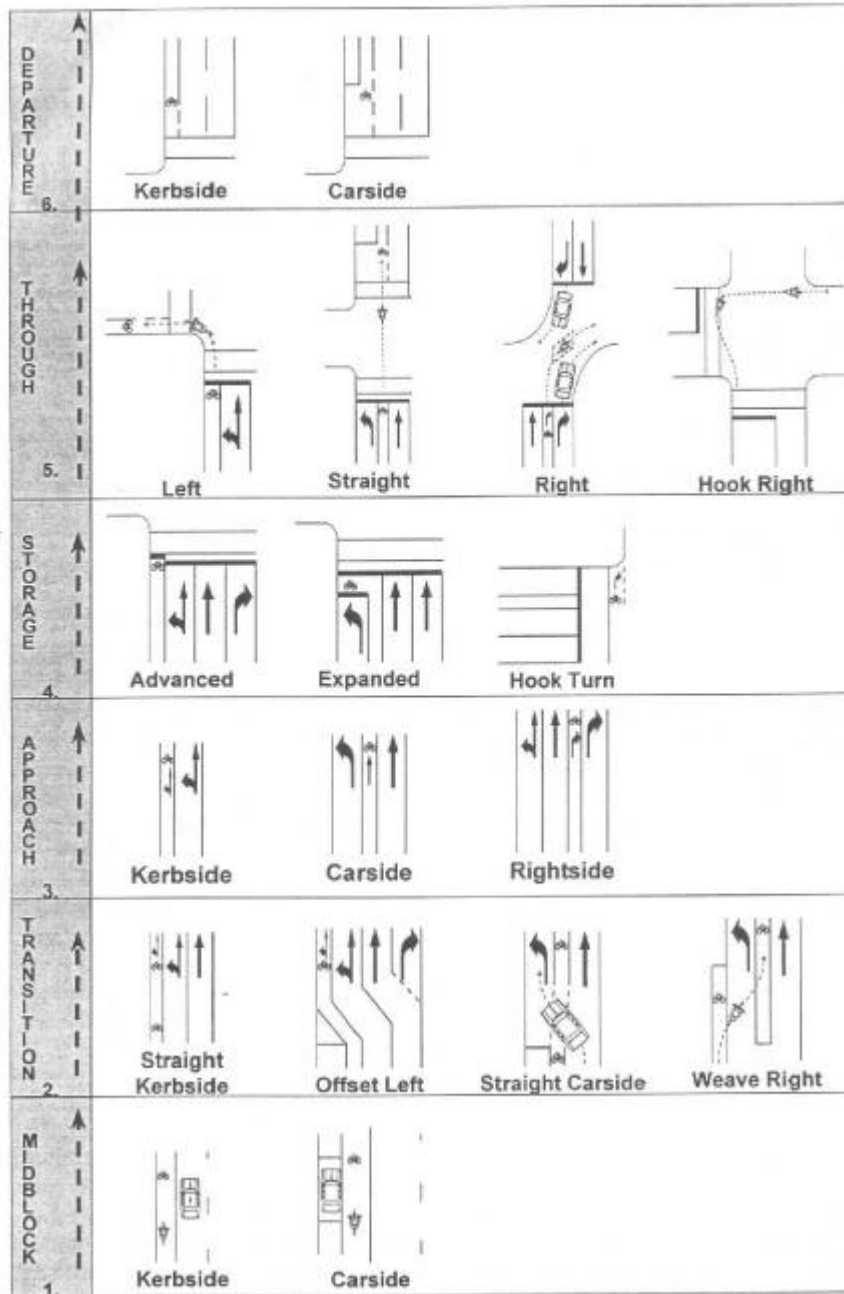 DEPARTURE
6.
Kerbside
Carside
THROUGH
5.
Left
Straight
Right
Hook Right
STORAGE
4.
Advanced
Expanded
Hook Turn
APPROACH
3.
Kerbside
Carside
Rightside
TRANSITION
2.
Straight
Kerbside
Offset Left
Straight Carside
Weave Right
MIDBLOCK
1.
Kerbside
Carside